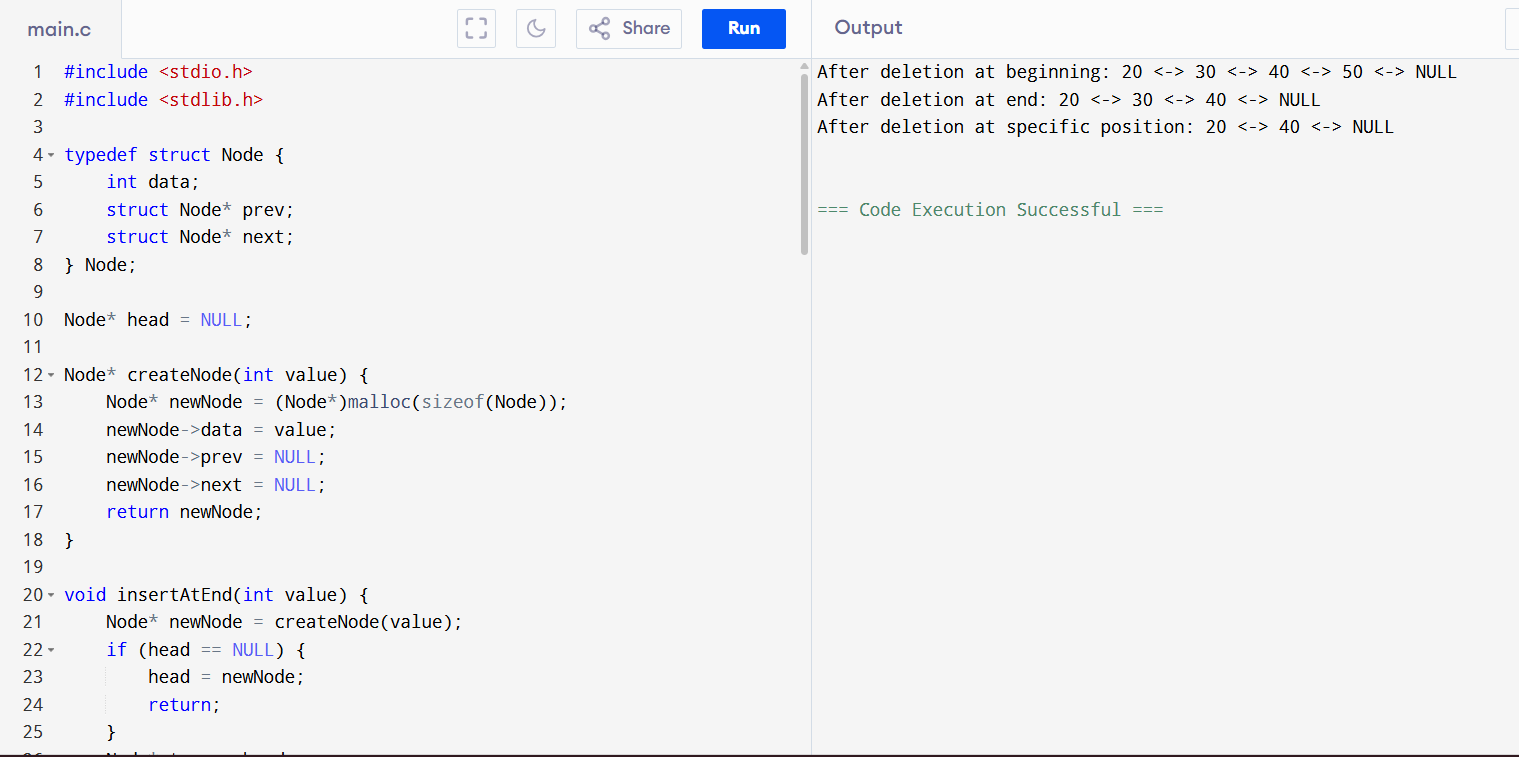 main.c
Share
Run
Output
1 #include <stdio.h>
2 #include <stdlib.h>
3
4 typedef struct Node {
5     int data;
6     struct Node* prev;
7     struct Node* next;
8 } Node;
9
10 Node* head = NULL;
11
12 Node* createNode(int value) {
13     Node* newNode = (Node*)malloc(sizeof(Node));
14     newNode->data = value;
15     newNode->prev = NULL;
16     newNode->next = NULL;
17     return newNode;
18 }
19
20 void insertAtEnd(int value) {
21     Node* newNode = createNode(value);
22     if (head == NULL) {
23         head = newNode;
24         return;
25     }
After deletion at beginning: 20 <-> 30 <-> 40 <-> 50 <-> NULL
After deletion at end: 20 <-> 30 <-> 40 <-> NULL
After deletion at specific position: 20 <-> 40 <-> NULL
=== Code Execution Successful ===